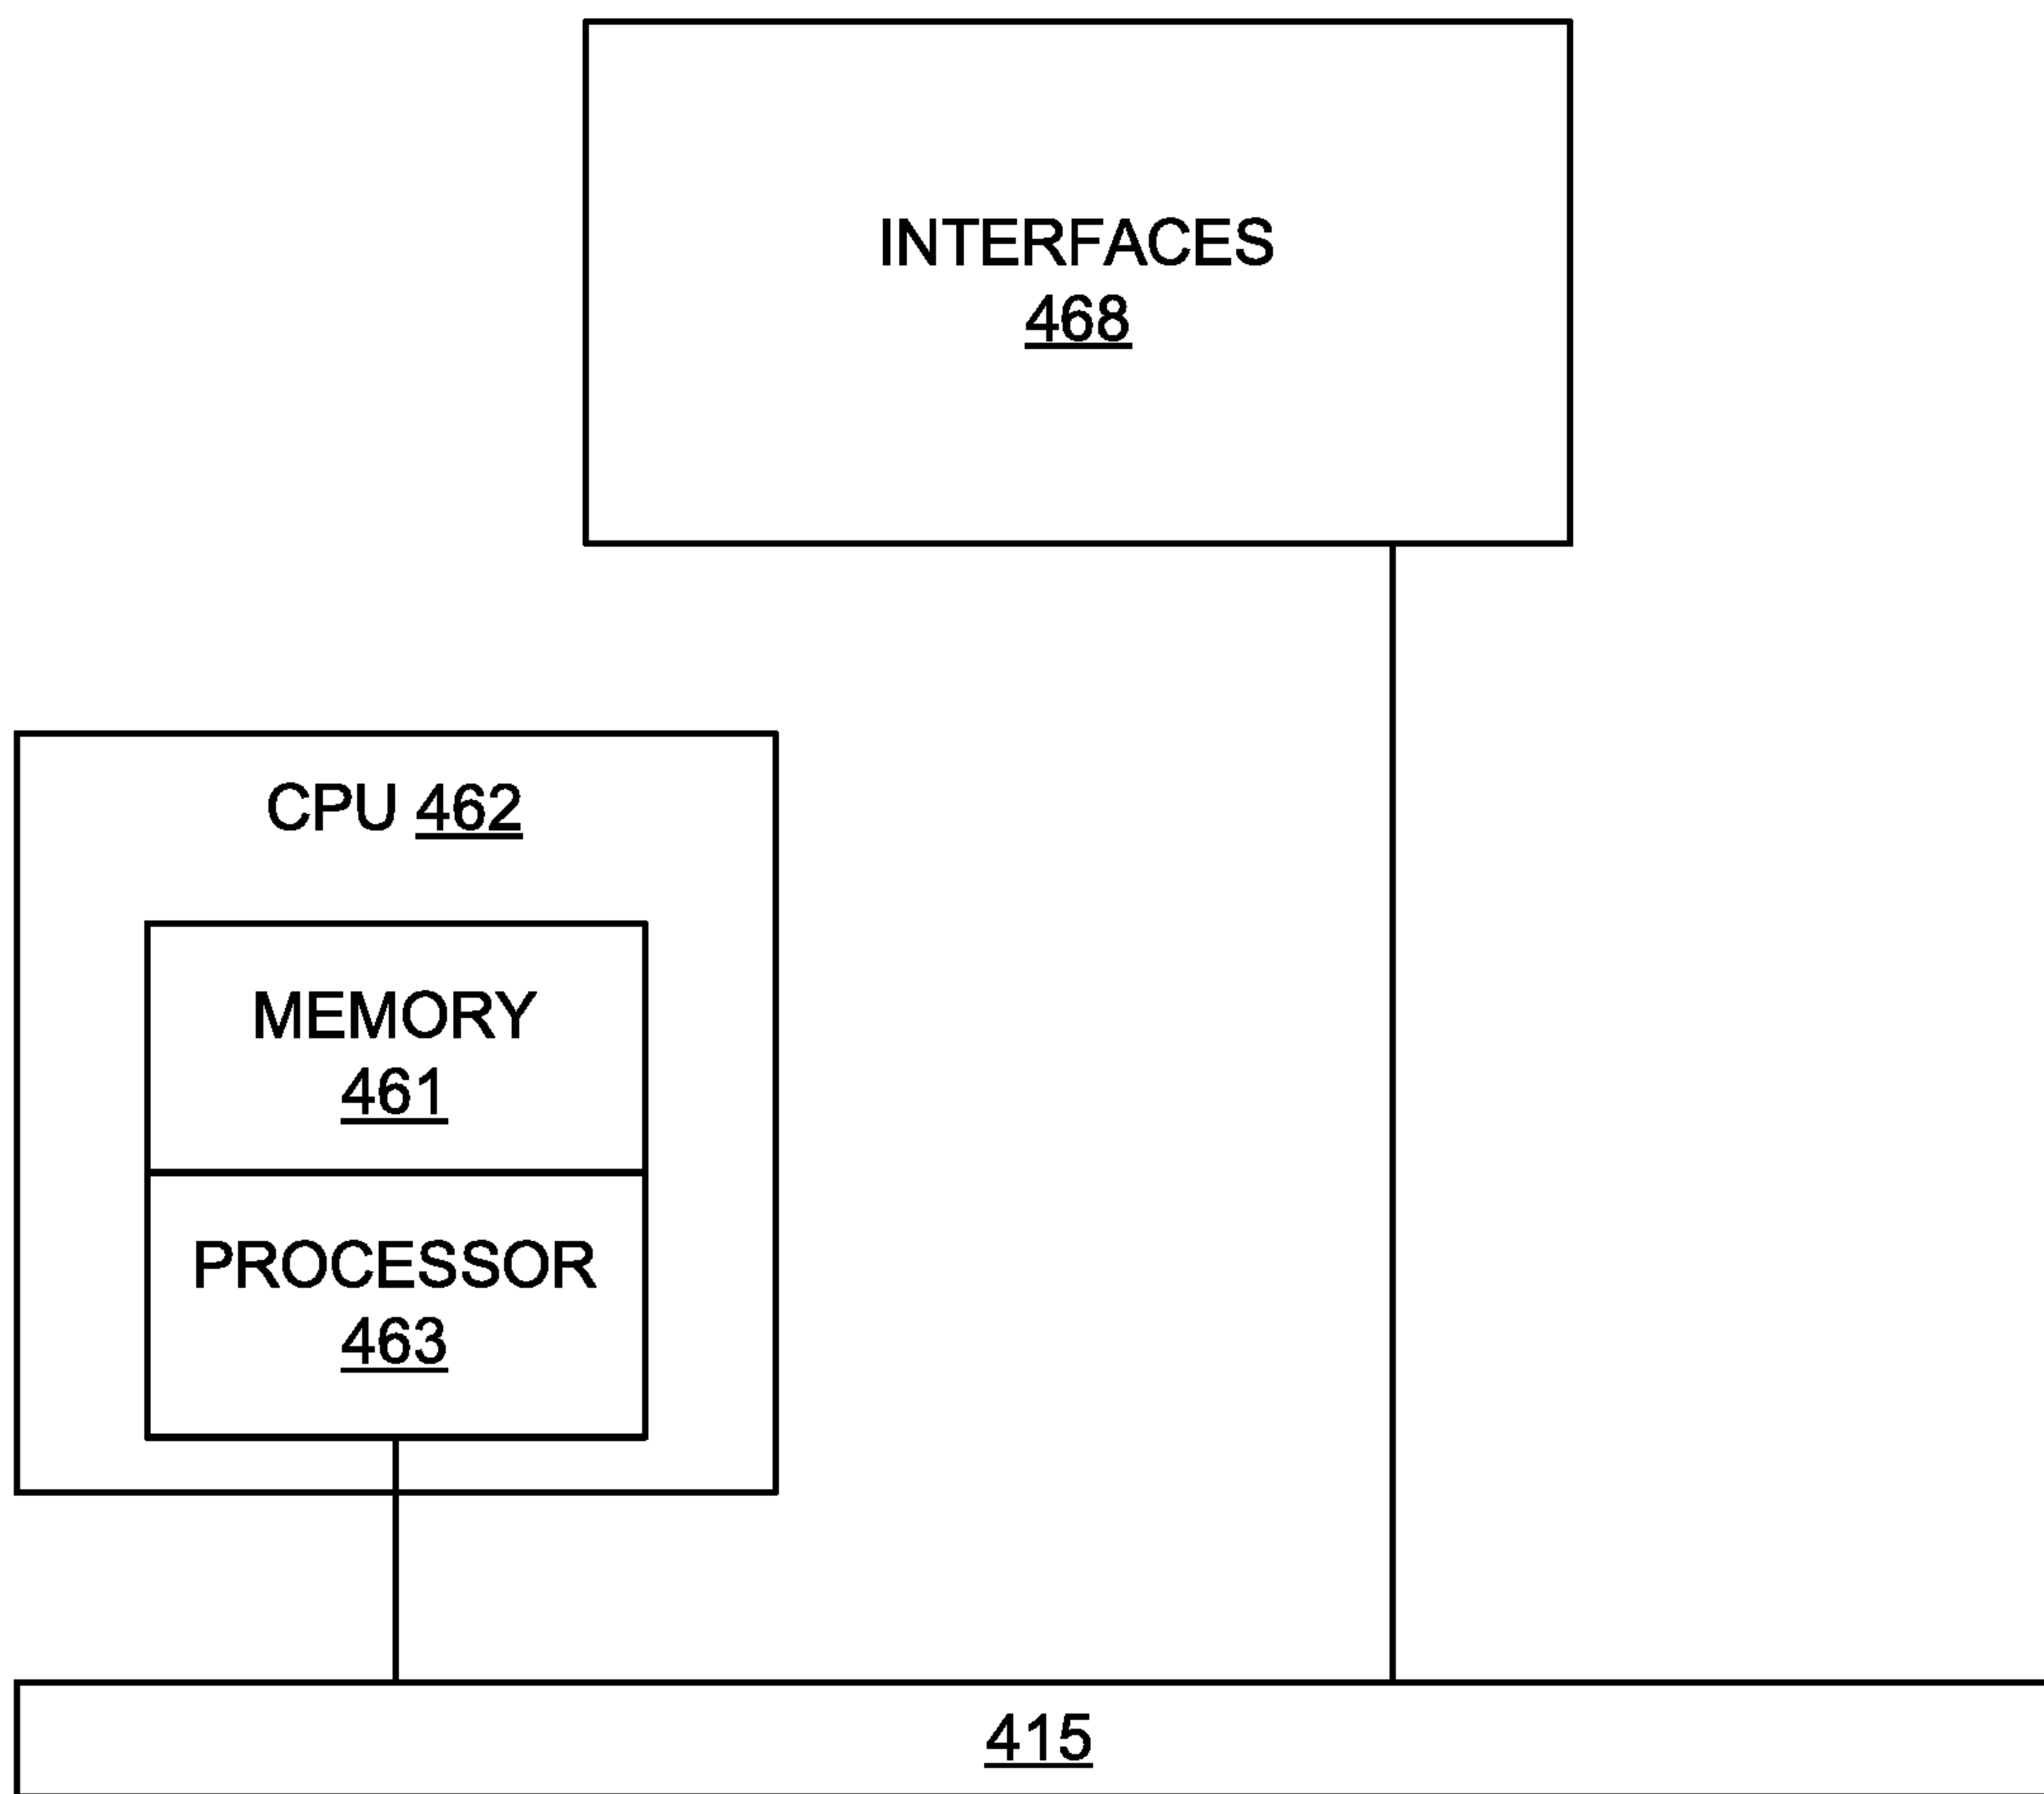 INTERFACES
468
CPU 462
MEMORY
461
PROCESSOR
463
415